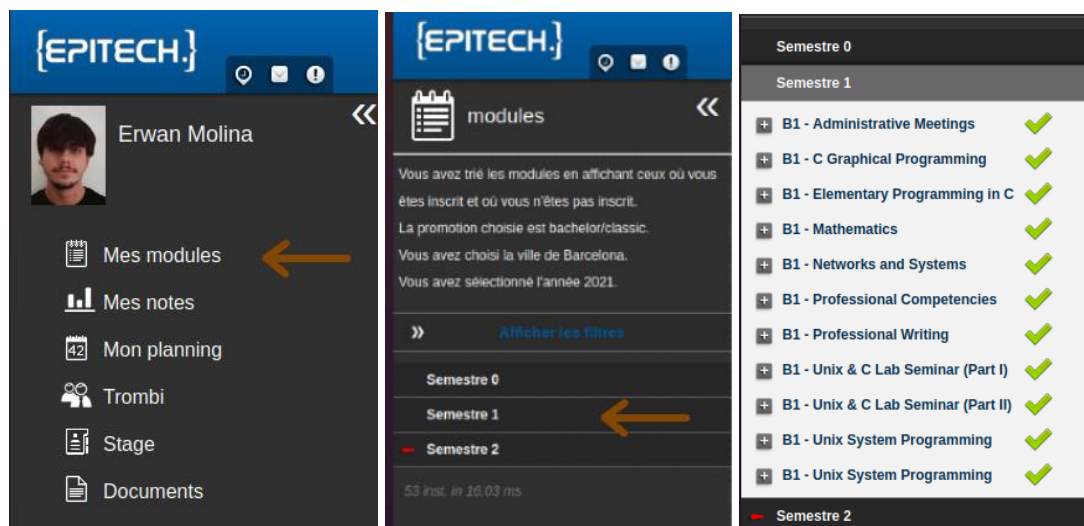 {EPITECH.}
Erwan Molina
Mes modules
Mes notes
42 Mon planning
Trombi
Stage
Documents
{EPITECH.}
modules
Vous avez trié les modules en affichant ceux où vous
êtes inscrit et où vous n'êtes pas inscrit.
La promotion choisie est bachelor/classic.
Vous avez choisi la ville de Barcelona.
Vous avez sélectionné l'année 2021.
Afficher les filtres
Semestre 0
Semestre 1
Semestre 2
53 inst. in 16.03 ms
Semestre 0
Semestre 1
B1 - Administrative Meetings
B1 - C Graphical Programming
B1 - Elementary Programming in C
B1 - Mathematics
B1 - Networks and Systems
B1 - Professional Competencies
B1 - Professional Writing
B1 - Unix & C Lab Seminar (Part I)
B1 - Unix & C Lab Seminar (Part II)
B1 - Unix System Programming
B1 - Unix System Programming
Semestre 2